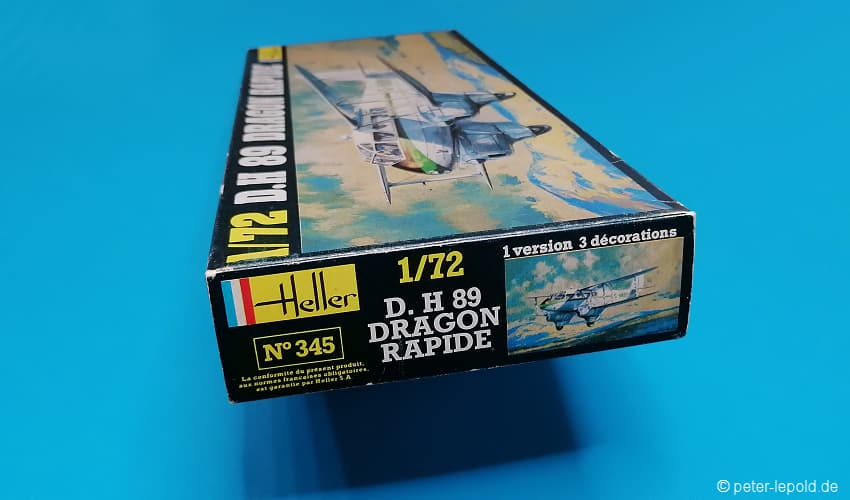 1/72 D.H 89 DRAGON RAPIDE
Heller
Nº 345
La conformité du présent produit,
aux normes françaises obligatoires,
est garantie par Heller S.A
1/72
D. H 89
DRAGON
RAPIDE
1 version 3 décorations
© peter-lepold.de